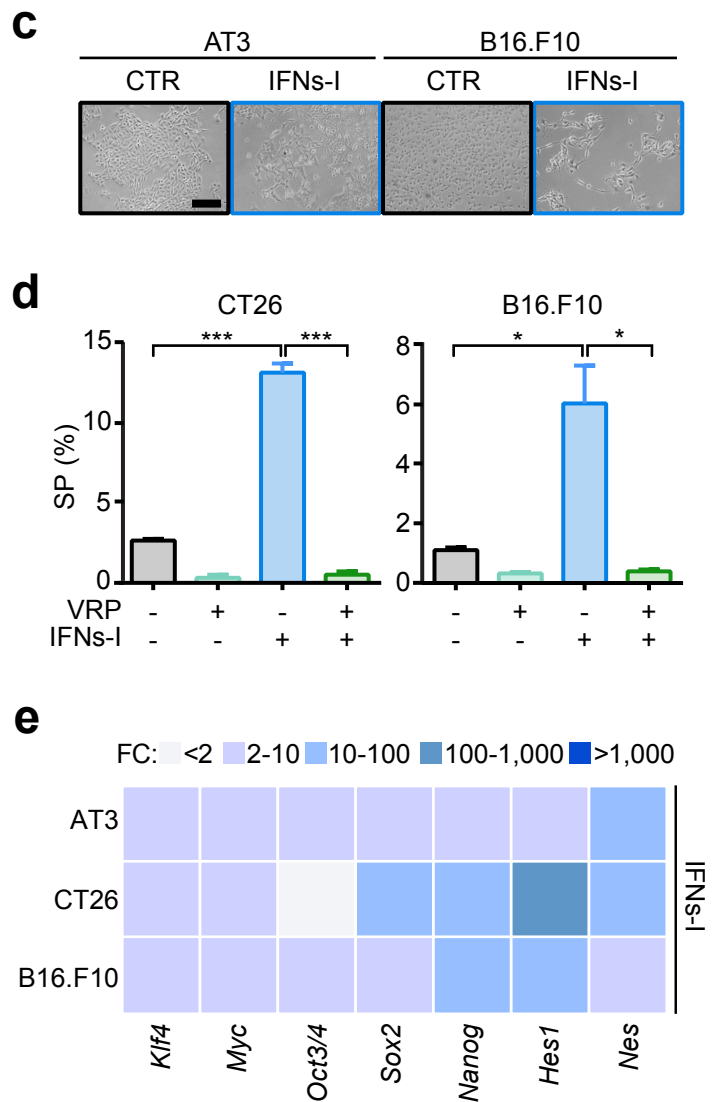 c
AT3 B16.F10
CTR IFNs-I CTR IFNs-I
d
CT26 B16.F10
15 *** *** 8 * *
10 6
5 4
0 2
0
SP (%)
VRP - + - + - + - +
IFNs-I - - + + - - + +
e
FC: <2 2-10 10-100 100-1,000 >1,000
AT3
CT26
B16.F10
IFNs-I
Klf4 Myc Oct3/4 Sox2 Nanog Hes1 Nes